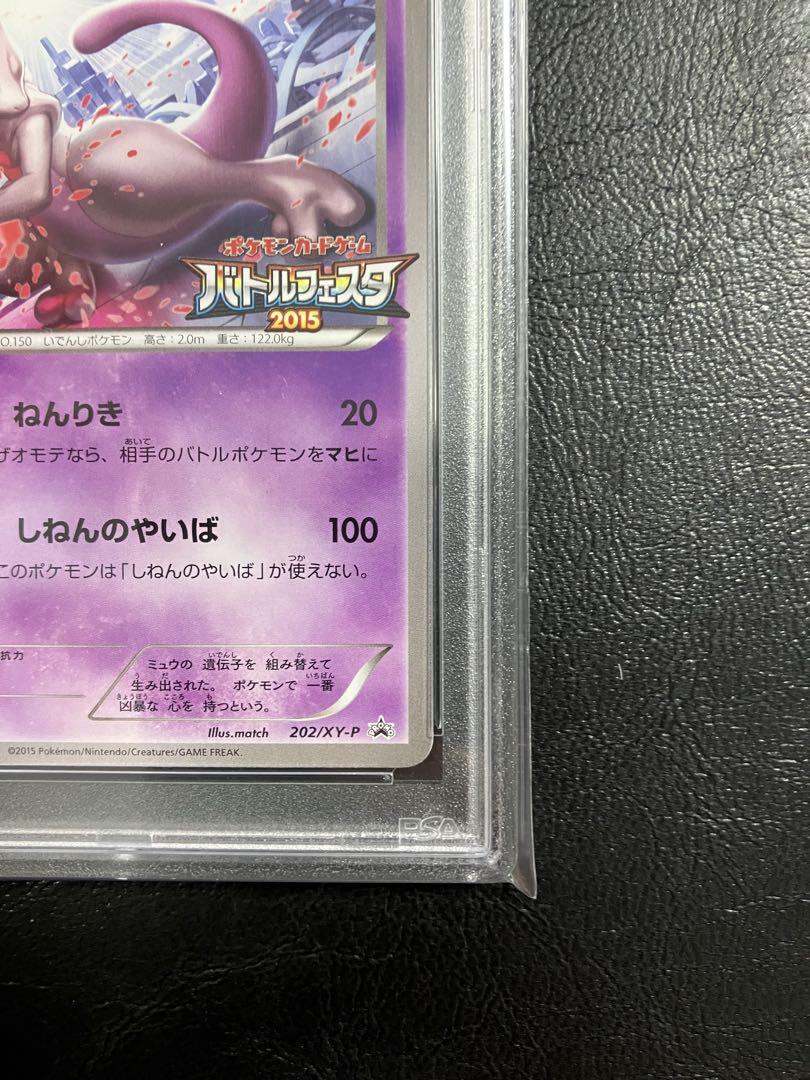 ポケモンカードゲーム
バトルフェスタ
2015
O.150 いでんしポケモン 高さ:2.0m 重さ:122.0kg
ねんりき 20
ザオモテなら、相手のバトルポケモンをマヒに
しねんのやいば 100
このポケモンは「しねんのやいば」が使えない。
抗力
ミュウの 遺伝子を 組み替えて
生み出された。 ポケモンで 一番
凶暴な 心を 持つという。
Illus.match 202/XY-P
©2015 Pokémon/Nintendo/Creatures/GAME FREAK.
PSA